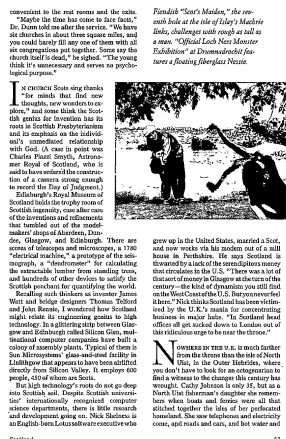 convenient to the rest rooms and the exits.
"Maybe the time has come to face facts,"
Dr. Dunn told me after the service. "We have
six churches in about three square miles, and
you could barely fill any one of them with all
six congregations put together. Some say the
church itself is dead," he sighed. "The young
think it's unnecessary and serves no psycho-
logical purpose."
IN CHURCH Scots sing thanks
"for minds that find new
thoughts, new wonders to ex-
plore," and some think the Scot-
tish genius for invention has its
roots in Scottish Presbyterianism
and its emphasis on the individ-
ual's unmediated relationship
with God. (A case in point was
Charles Piazzi Smyth, Astrono-
mer Royal of Scotland, who is
said to have ordered the construc-
tion of a camera strong enough
to record the Day of Judgment.)
Edinburgh's Royal Museum of
Scotland holds the trophy room of
Scottish ingenuity, case after case
of the inventions and refinements
that tumbled out of the model-
makers' shops of Aberdeen, Dun-
dee, Glasgow, and Edinburgh. There are
scores of telescopes and microscopes, a 1780
"electrical machine," a prototype of the seis-
mograph, a "dendrometer" for calculating
the extractable lumber from standing trees,
and hundreds of other devices to satisfy the
Scottish penchant for quantifying the world.
Recalling such tinkerers as inventor James
Watt and bridge designers Thomas Telford
and John Rennie, I wondered how Scotland
might relate its engineering genius to high
technology. In a glittering strip between Glas-
gow and Edinburgh called Silicon Glen, mul-
tinational computer companies have built a
colony of assembly plants. Typical of them is
Sun Microsystems' glass-and-steel facility in
Linlithgow that appears to have been airlifted
directly from Silicon Valley. It employs 600
people, 450 of whom are Scots.
But high technology's roots do not go deep
into Scottish soil. Despite Scottish univer-
sities' internationally recognized computer
science departments, there is little research
and development going on. Nick Skelton is
an English-born Lotus software executive who
Fiendish "Soot's Maiden," the sev-
enth hole at the isle of Islay's Machrie
links, challenges with rough as tall as
a man. "Official Loch Ness Monster
Exhibition" at Drumnadrochit fea-
tures a floating fiberglass Nessie.
grew up in the United States, married a Scot,
and now works via his modem out of a mill
house in Perthshire. He says Scotland is
thwarted by a lack of the serendipitous money
that circulates in the U.S. "There was a lot of
that sort of money in Glasgow at the turn of the
century—the kind of dynamism you still find
on the West Coast of the U.S. But you never feel
it here." Nick thinks Scotland has been victim-
ized by the U.K.'s mania for concentrating
business in major hubs. "In Scotland head
offices all get sucked down to London out of
this ridiculous urge to be near the throne."
NOWHERE IN THE U.K. is much farther
from the throne than the isle of North
Uist, in the Outer Hebrides, where
you don't have to look for an octogenarian to
find a witness to the changes this century has
wrought. Cathy Johnson is only 35, but as a
North Uist fisherman's daughter she remem-
bers when boats and ferries were all that
stitched together the isles of her perforated
homeland. She saw telephones and electricity
come, and roads and cars, and hot water and